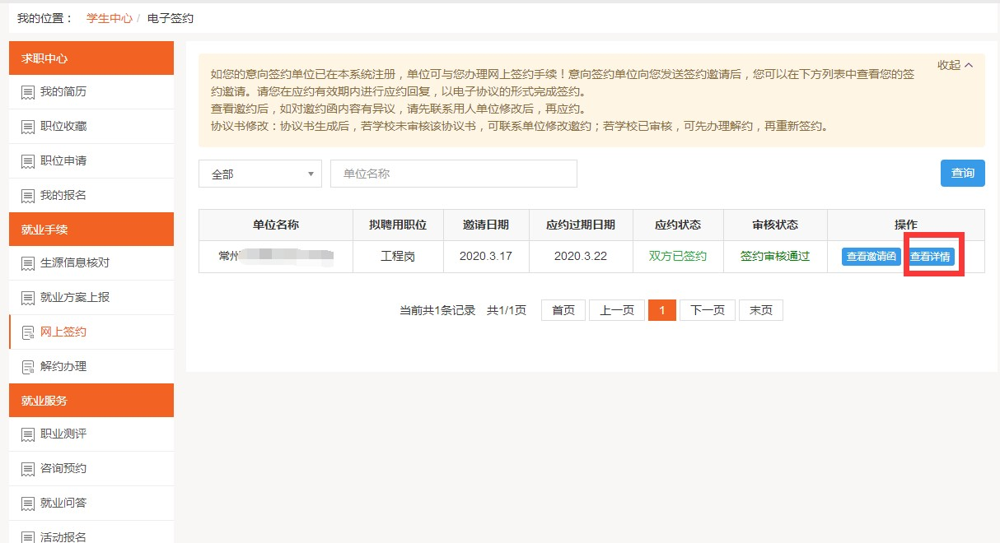 我的位置： 学生中心 / 电子签约
求职中心
我的简历
职位收藏
职位申请
我的报名
就业手续
生源信息核对
就业方案上报
网上签约
解约办理
就业服务
职业测评
咨询预约
就业问答
活动报名
收起
如您的意向签约单位已在本系统注册，单位可与您办理网上签约手续！意向签约单位向您发送签约邀请后，您可以在下方列表中查看您的签
约邀请。请您在应约有效期内进行应约回复，以电子协议的形式完成签约。
查看邀约后，如对邀约函内容有异议，请先联系用人单位修改后，再应约。
协议书修改：协议书生成后，若学校未审核该协议书，可联系单位修改邀约；若学校已审核，可先办理解约，再重新签约。
全部 单位名称 查询
单位名称 拟聘用职位 邀请日期 应约过期日期 应约状态 审核状态 操作
常州 工程岗 2020.3.17 2020.3.22 双方已签约 签约审核通过 查看邀请函 查看详情
当前共1条记录 共1/1页 首页 上一页 1 下一页 末页